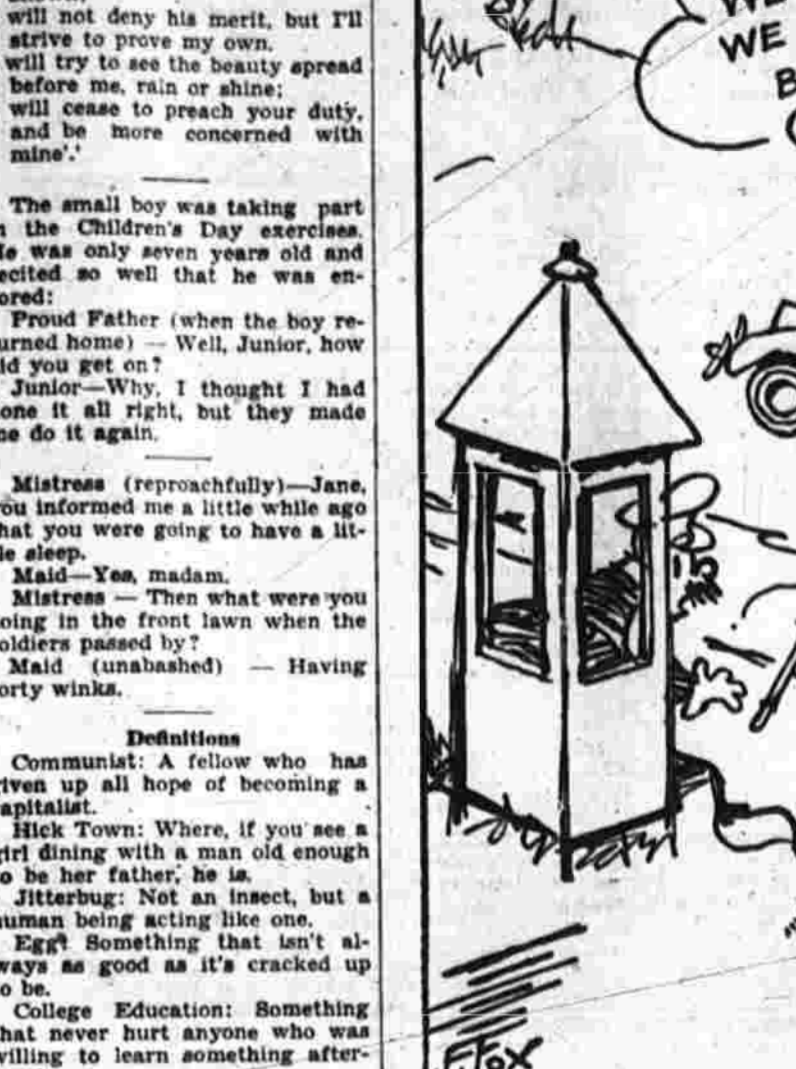 will not deny his merit, but I'll
strive to prove my own.
will try to see the beauty spread
before me, rain or shine;
will cease to preach your duty,
and be more concerned with
mine'.'
The small boy was taking part
the Children's Day exercises.
was only seven years old and
ecited so well that he was en-
ored:
Proud Father (when the boy re-
urned home) — Well, Junior, how
id you get on?
Junior—Why, I thought I had
one it all right, but they made
e do it again.
Mistress (reproachfully)—Jane,
ou informed me a little while ago
hat you were going to have a lit-
le sleep.
Maid—Yes, madam.
Mistress — Then what were you
oing in the front lawn when the
oldiers passed by?
Maid (unabashed) — Having
orty winks.
Definitions
Communist: A fellow who has
iven up all hope of becoming a
apitalist.
Hick Town: Where, if you see a
girl dining with a man old enough
o be her father, he is.
Jitterbug: Not an insect, but a
human being acting like one.
Egg: Something that isn't al-
ways as good as it's cracked up
o be.
College Education: Something
hat never hurt anyone who was
willing to learn something after-
WE
WE
B
F. FOX